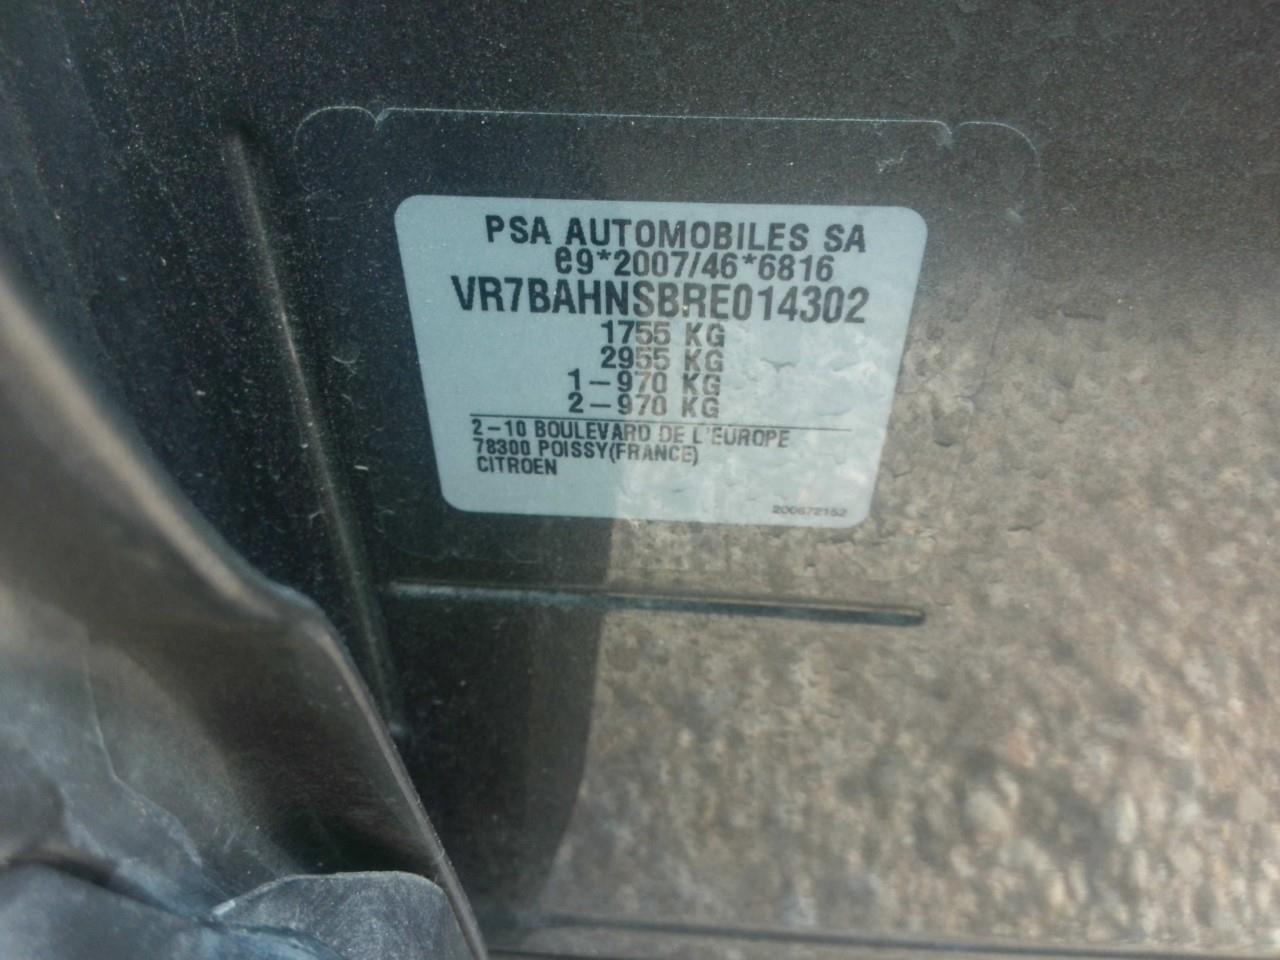 PSA AUTOMOBILES SA
e9*2007/46*6816
VR7BAHNSBRE014302
1755 KG
2955 KG
1-970 KG
2-970 KG
2-10 BOULEVARD DE L'EUROPE
78300 POISSY(FRANCE)
CITROEN
200672152